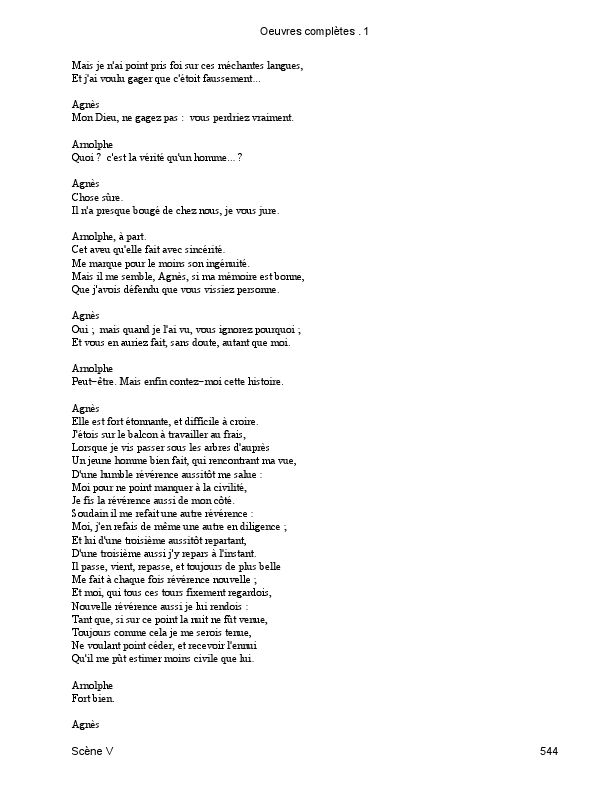 Oeuvres complètes . 1
Mais je n'ai point pris foi sur ces méchantes langues,
Et j'ai voulu gager que c'étoit faussement...
Agnès
Mon Dieu, ne gagez pas :  vous perdriez vraiment.
Arnolphe
Quoi ?  c'est la vérité qu'un homme... ?
Agnès
Chose sûre.
Il n'a presque bougé de chez nous, je vous jure.
Arnolphe, à part.
Cet aveu qu'elle fait avec sincérité.
Me marque pour le moins son ingénuité.
Mais il me semble, Agnès, si ma mémoire est bonne,
Que j'avois défendu que vous vissiez personne.
Agnès
Oui ;  mais quand je l'ai vu, vous ignorez pourquoi ;
Et vous en auriez fait, sans doute, autant que moi.
Arnolphe
Peut−être. Mais enfin contez−moi cette histoire.
Agnès
Elle est fort étonnante, et difficile à croire.
J'étois sur le balcon à travailler au frais,
Lorsque je vis passer sous les arbres d'auprès
Un jeune homme bien fait, qui rencontrant ma vue,
D'une humble révérence aussitôt me salue :
Moi pour ne point manquer à la civilité,
Je fis la révérence aussi de mon côté.
Soudain il me refait une autre révérence :
Moi, j'en refais de même une autre en diligence ;
Et lui d'une troisième aussitôt repartant,
D'une troisième aussi j'y repars à l'instant.
Il passe, vient, repasse, et toujours de plus belle
Me fait à chaque fois révérence nouvelle ;
Et moi, qui tous ces tours fixement regardois,
Nouvelle révérence aussi je lui rendois :
Tant que, si sur ce point la nuit ne fût venue,
Toujours comme cela je me serois tenue,
Ne voulant point céder, et recevoir l'ennui
Qu'il me pût estimer moins civile que lui.
Arnolphe
Fort bien.
Agnès
Scène V 544